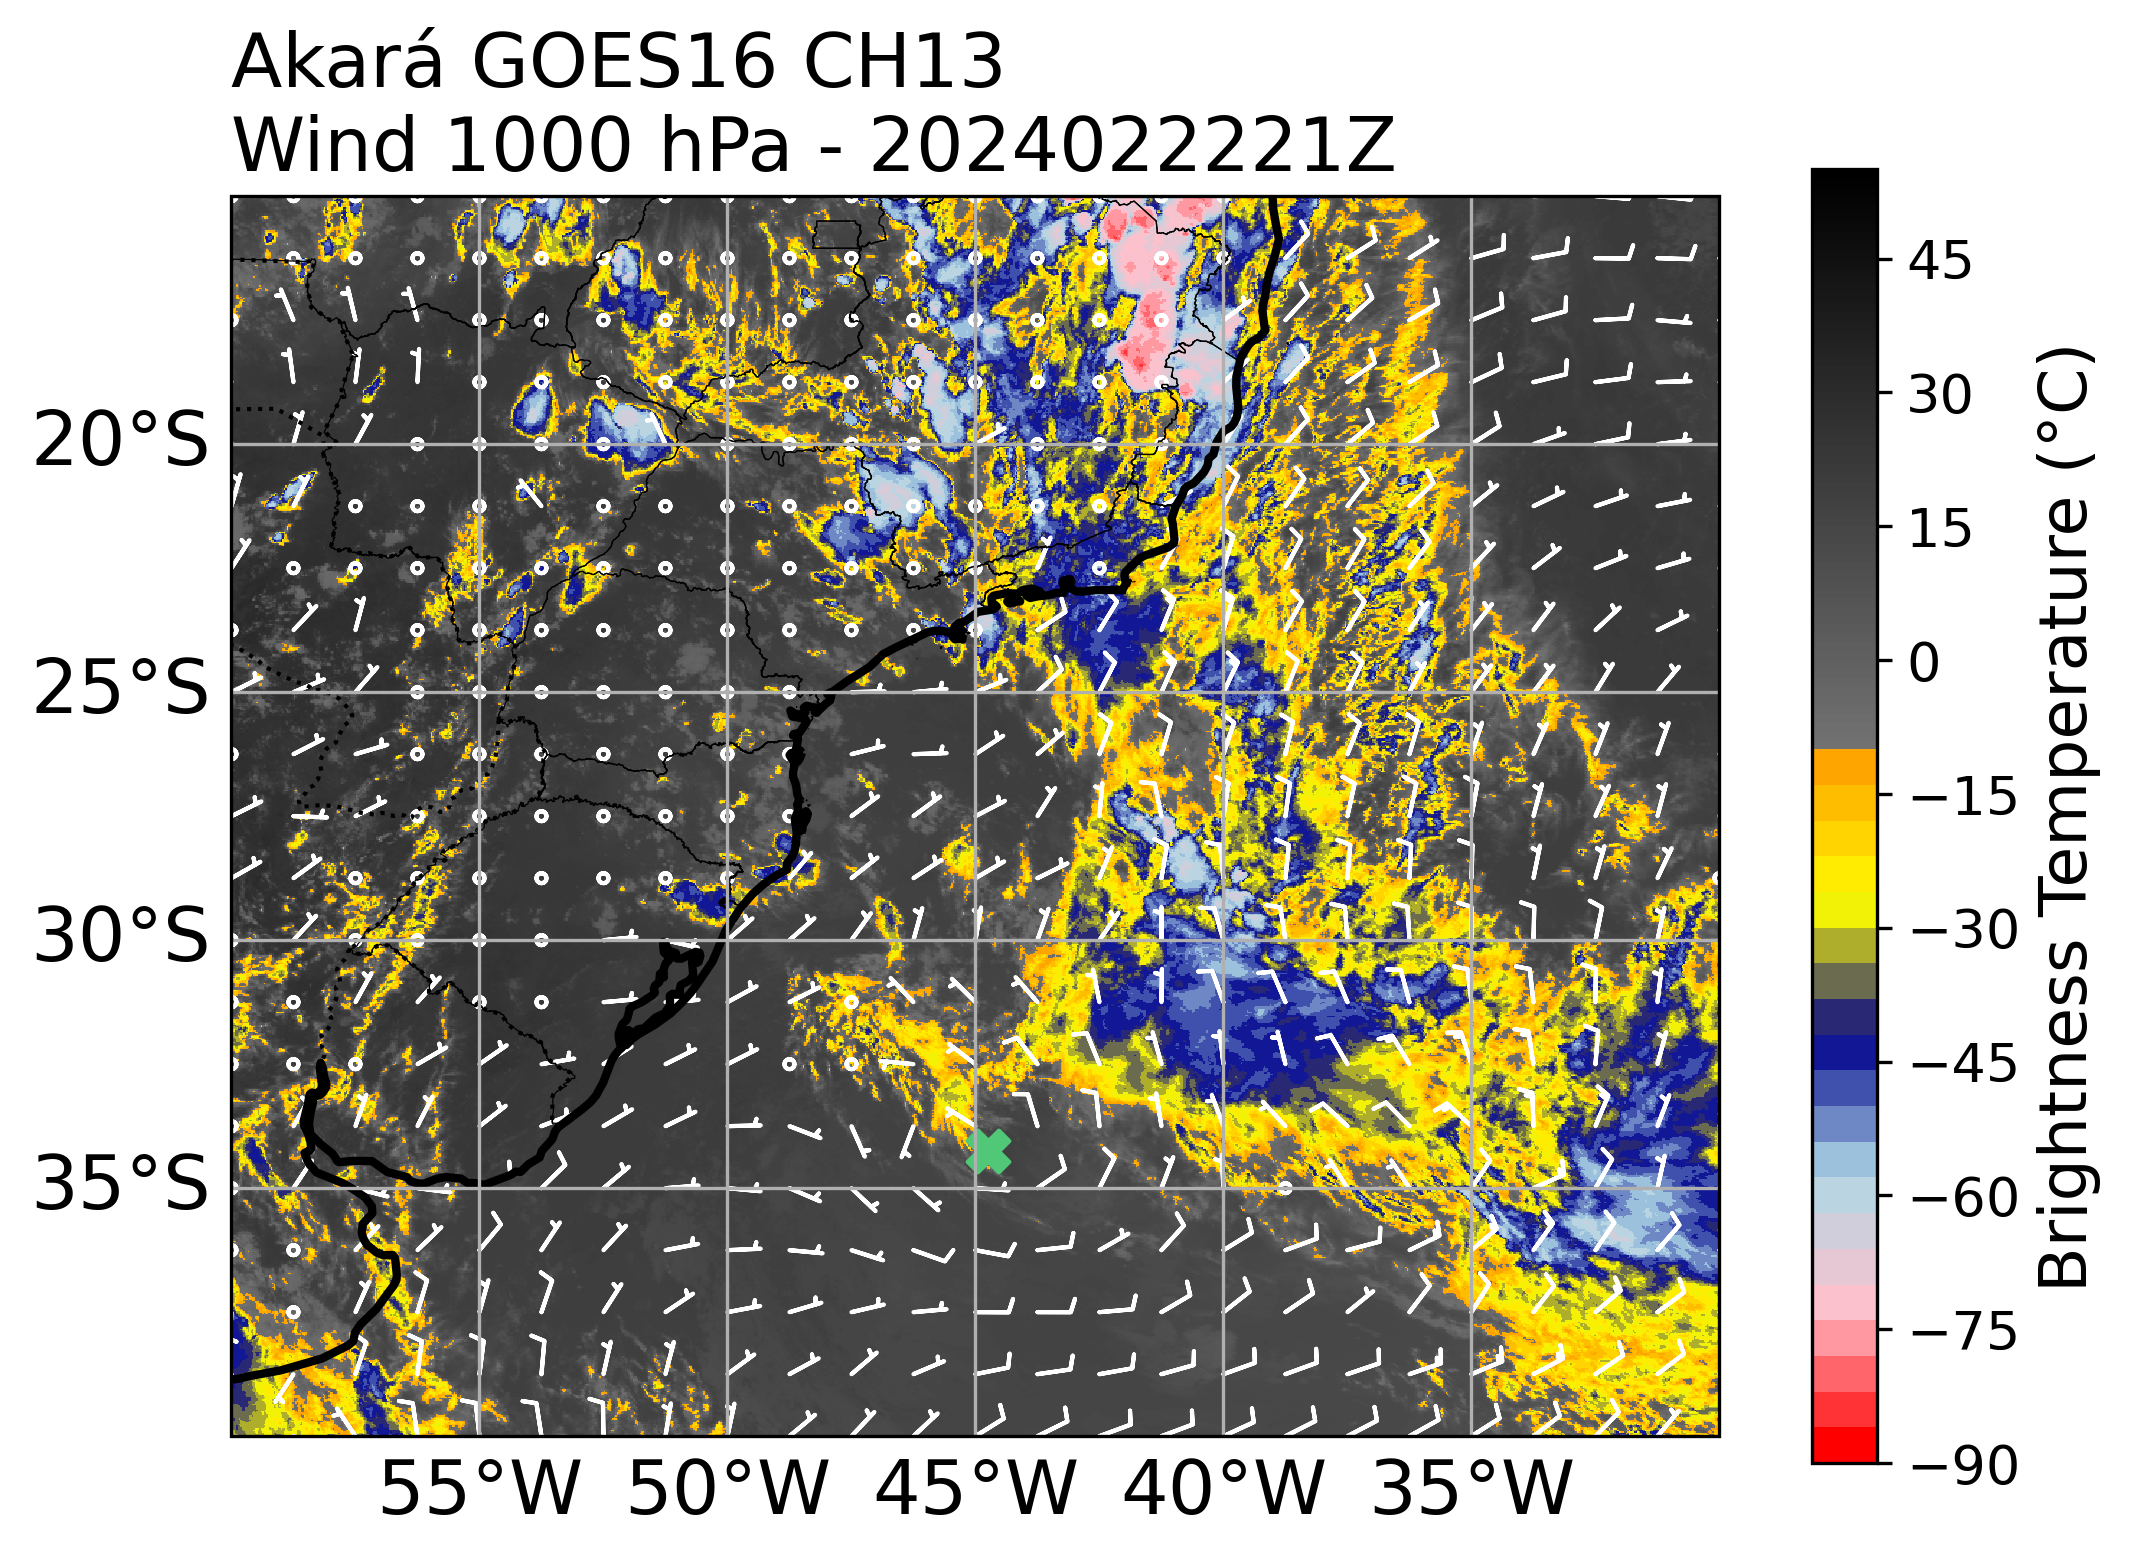 Akará GOES16 CH13
Wind 1000 hPa - 2024022221Z
20°S
25°S
30°S
35°S
55°W 50°W 45°W 40°W 35°W
45
30
15
0
−15
−30
−45
−60
−75
−90
Brightness Temperature (°C)